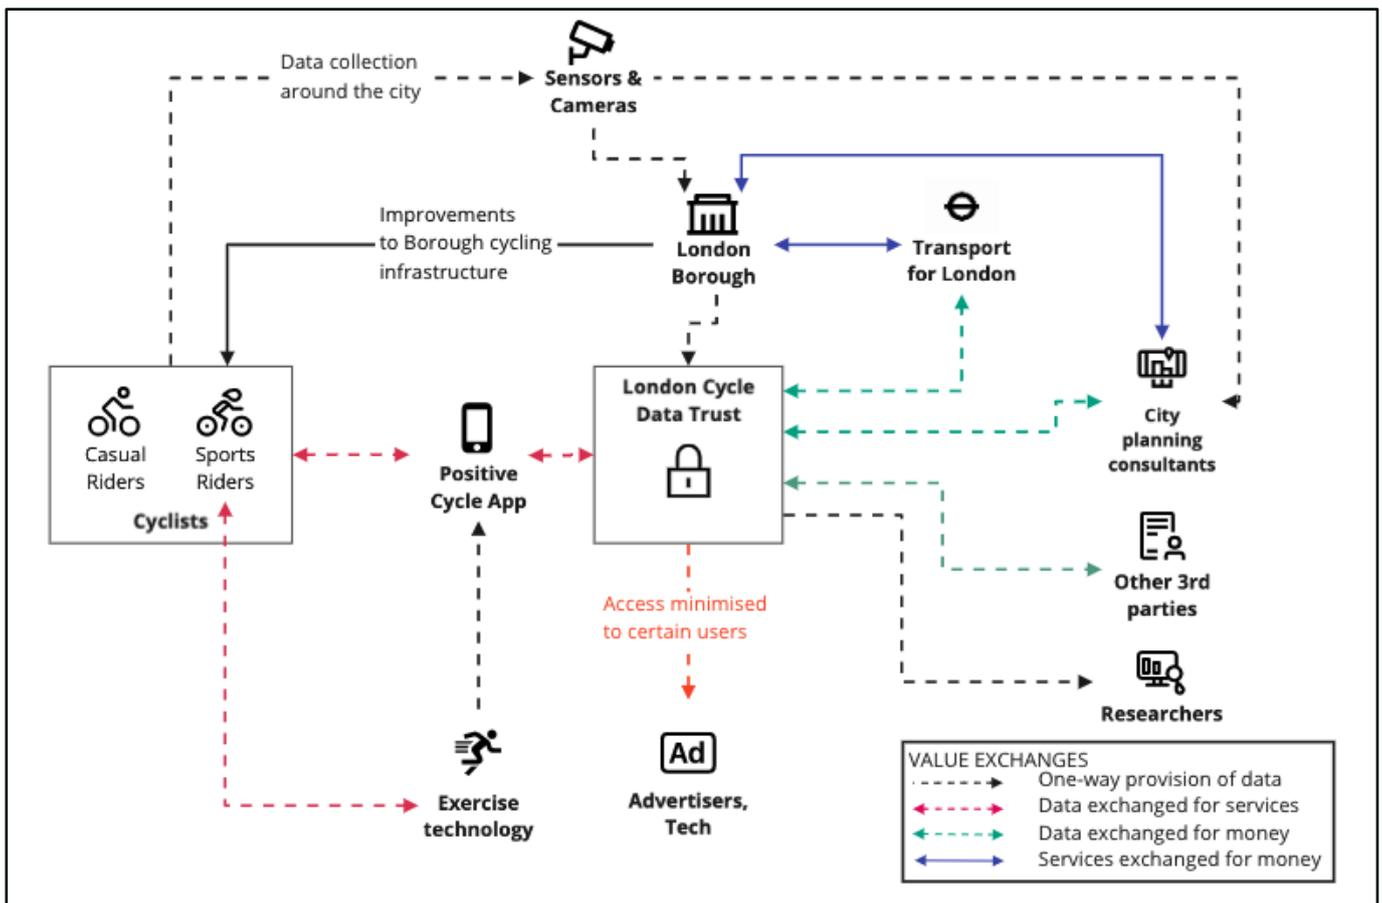 Data collection
around the city
Sensors &
Cameras
Improvements
to Borough cycling
infrastructure
London
Borough
Transport
for London
Casual
Riders
Sports
Riders
Cyclists
Positive
Cycle App
London Cycle
Data Trust
City
planning
consultants
Other 3rd
parties
Access minimised
to certain users
Researchers
Exercise
technology
Ad
Advertisers,
Tech
VALUE EXCHANGES
One-way provision of data
Data exchanged for services
Data exchanged for money
Services exchanged for money